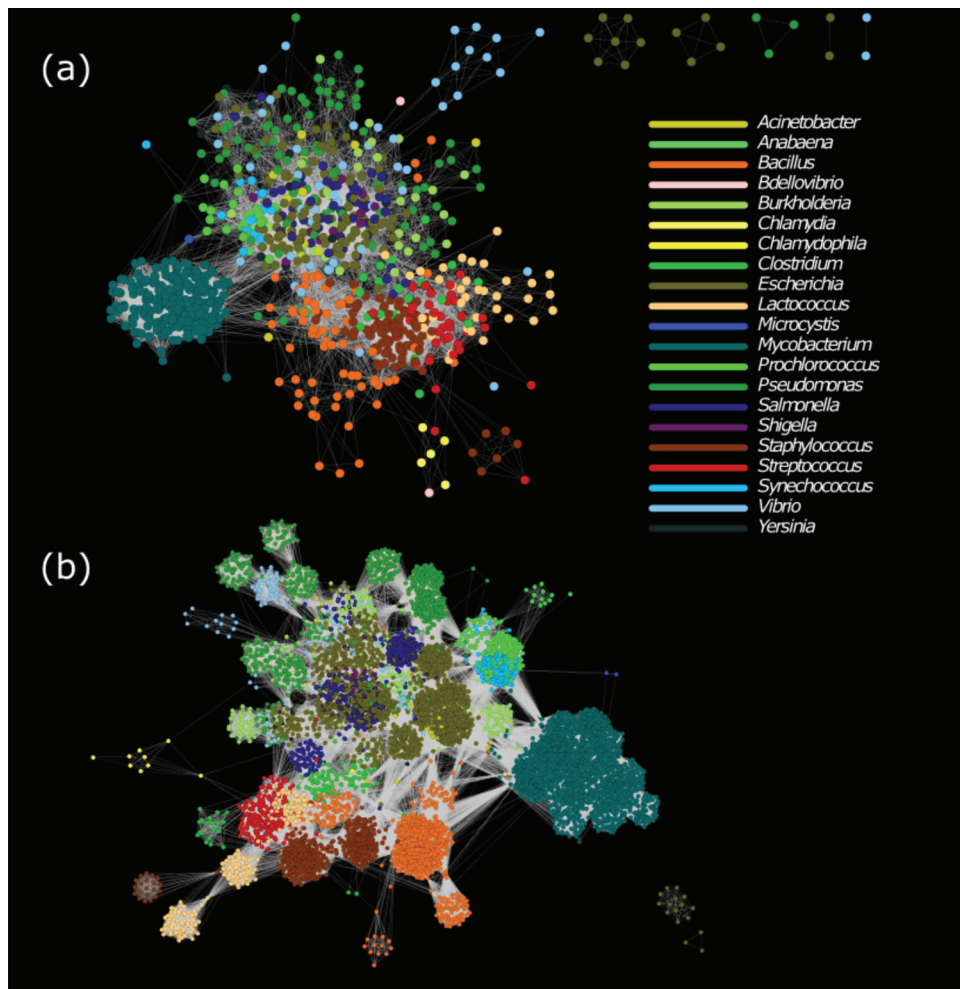 (a)
Acinetobacter
Anabaena
Bacillus
Bdellovibrio
Burkholderia
Chlamydia
Chlamydophila
Clostridium
Escherichia
Lactococcus
Microcystis
Mycobacterium
Prochlorococcus
Pseudomonas
Salmonella
Shigella
Staphylococcus
Streptococcus
Synechococcus
Vibrio
Yersinia
(b)